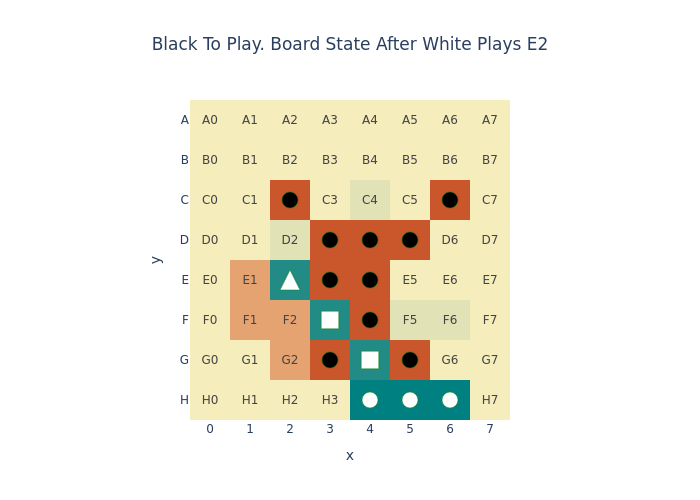 Black To Play. Board State After White Plays E2
A A0 A1 A2 A3 A4 A5 A6 A7
B B0 B1 B2 B3 B4 B5 B6 B7
C C0 C1 C3 C4 C5 C7
D D0 D1 D2 D6 D7
y
E E0 E1 E5 E6 E7
F F0 F1 F2 F5 F6 F7
G G0 G1 G2 G6 G7
H H0 H1 H2 H3 H7
0 1 2 3 4 5 6 7
x